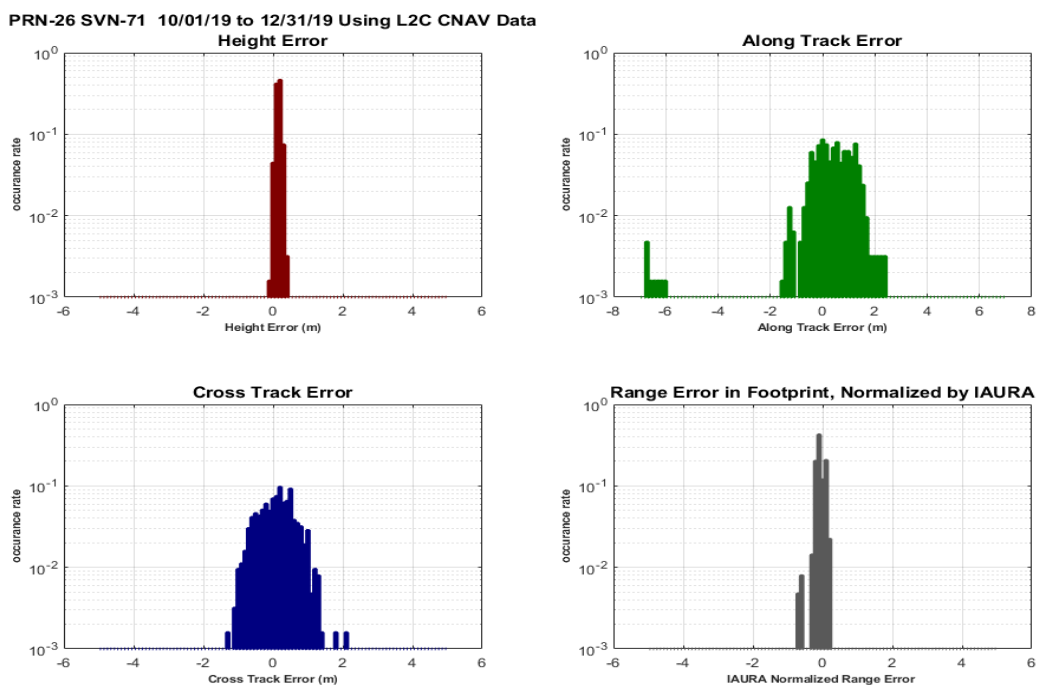 PRN-26 SVN-71 10/01/19 to 12/31/19 Using L2C CNAV Data
Height Error
10^0
10^-1
10^-2
10^-3
occurance rate
-6 -4 -2 0 2 4 6
Height Error (m)
Along Track Error
10^0
10^-1
10^-2
10^-3
occurance rate
-8 -6 -4 -2 0 2 4 6 8
Along Track Error (m)
Cross Track Error
10^0
10^-1
10^-2
10^-3
occurance rate
-6 -4 -2 0 2 4 6
Cross Track Error (m)
Range Error in Footprint, Normalized by IAURA
10^0
10^-1
10^-2
10^-3
occurance rate
-6 -4 -2 0 2 4 6
IAURA Normalized Range Error